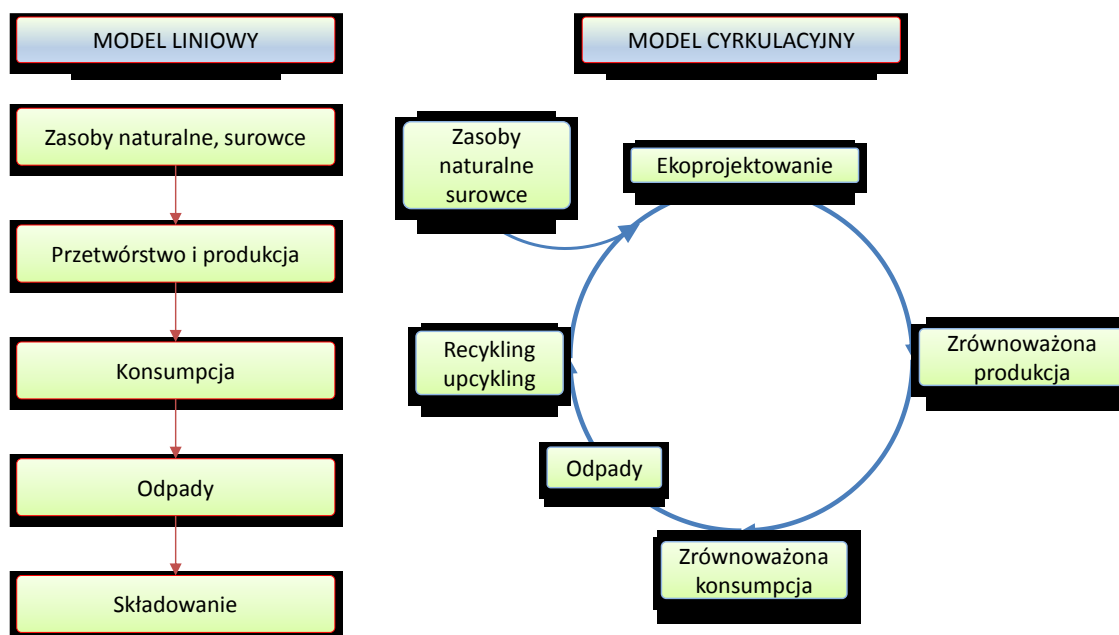 MODEL LINIOWY
Zasoby naturalne, surowce
Przetwórstwo i produkcja
Konsumpcja
Odpady
Składowanie
MODEL CYRKULACYJNY
Zasoby
naturalne
surowce
Ekoprojektowanie
Zrównoważona
produkcja
Zrównoważona
konsumpcja
Odpady
Recykling
upcykling